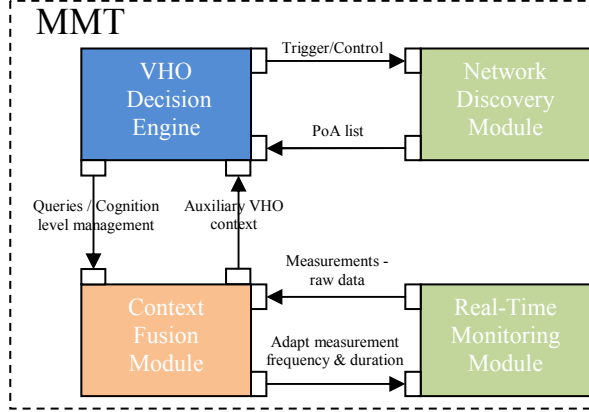 MMT
VHO
Decision
Engine
Trigger/Control
PoA list
Network
Discovery
Module
Queries / Cognition
level management
Auxiliary VHO
context
Context
Fusion
Module
Measurements -
raw data
Adapt measurement
frequency & duration
Real-Time
Monitoring
Module